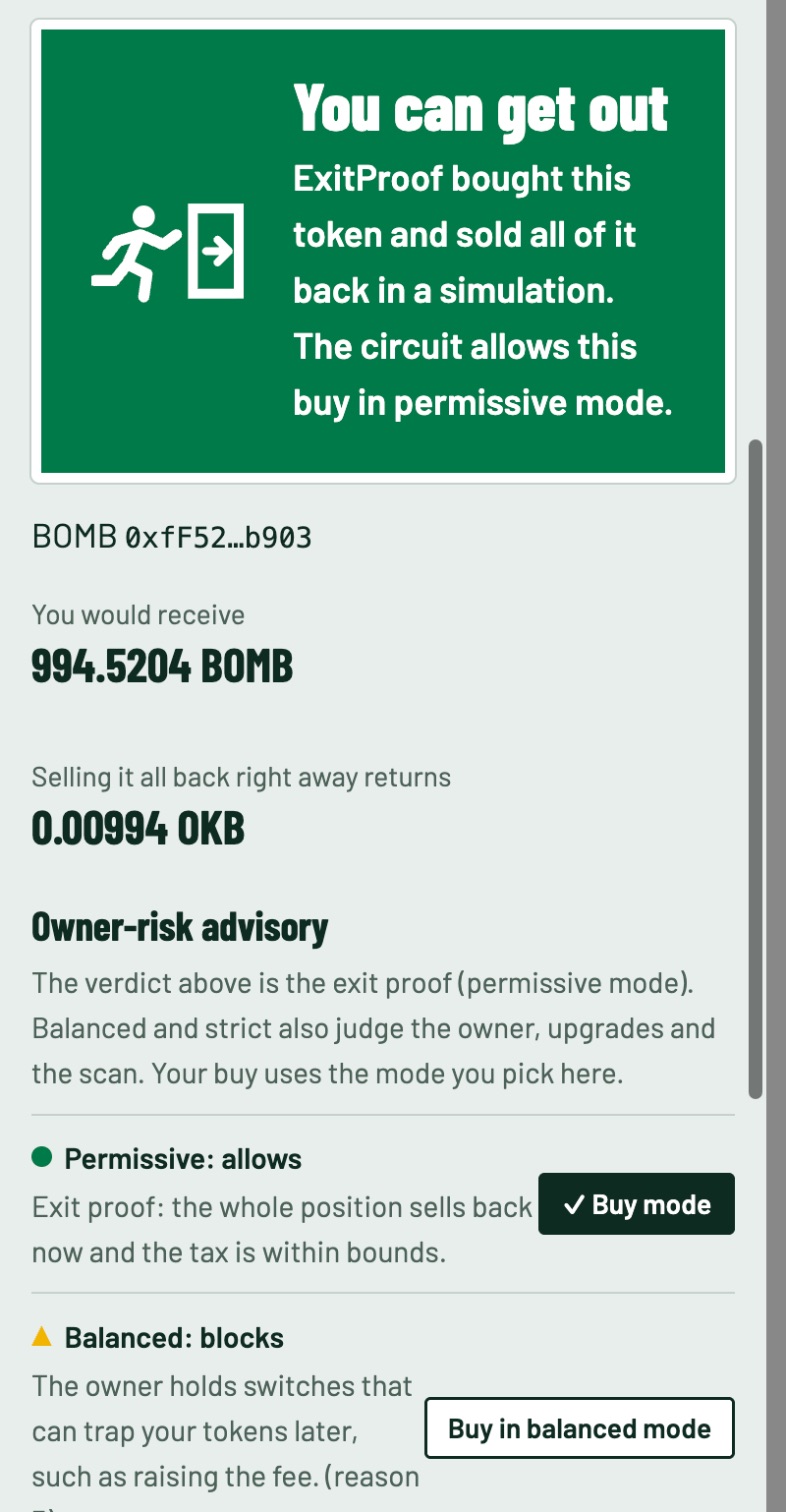 You can get out
ExitProof bought this
token and sold all of it
back in a simulation.
The circuit allows this
buy in permissive mode.
BOMB 0xfF52…b903
You would receive
994.5204 BOMB
Selling it all back right away returns
0.00994 OKB
Owner-risk advisory
The verdict above is the exit proof (permissive mode).
Balanced and strict also judge the owner, upgrades and
the scan. Your buy uses the mode you pick here.
Permissive: allows
Exit proof: the whole position sells back
now and the tax is within bounds.
✓ Buy mode
Balanced: blocks
The owner holds switches that
can trap your tokens later,
such as raising the fee. (reason
Buy in balanced mode